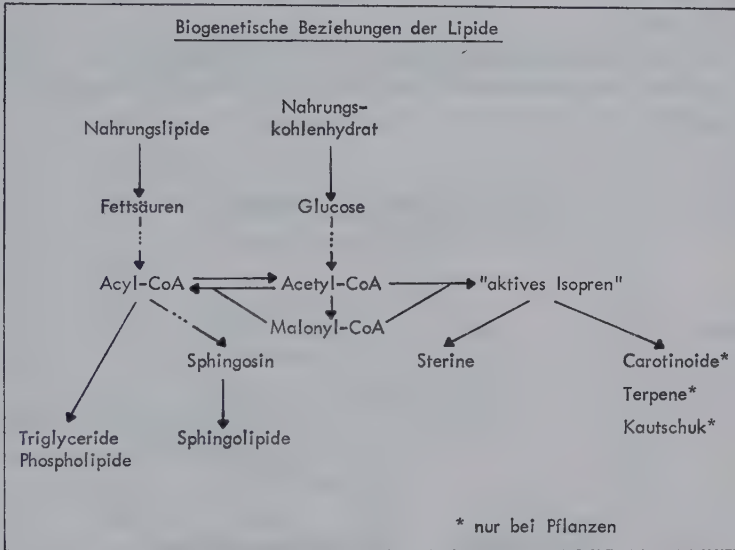 Biogenetische Beziehungen der Lipide
Nahrungslipide
Nahrungs-
kohlenhydrat
Fettsäuren
Glucose
Acyl-CoA
Acetyl-CoA
"aktives Isopren"
Malonyl-CoA
Sphingosin
Sterine
Carotinoide*
Terpene*
Kautschuk*
Triglyceride
Phospholipide
Sphingolipide
* nur bei Pflanzen